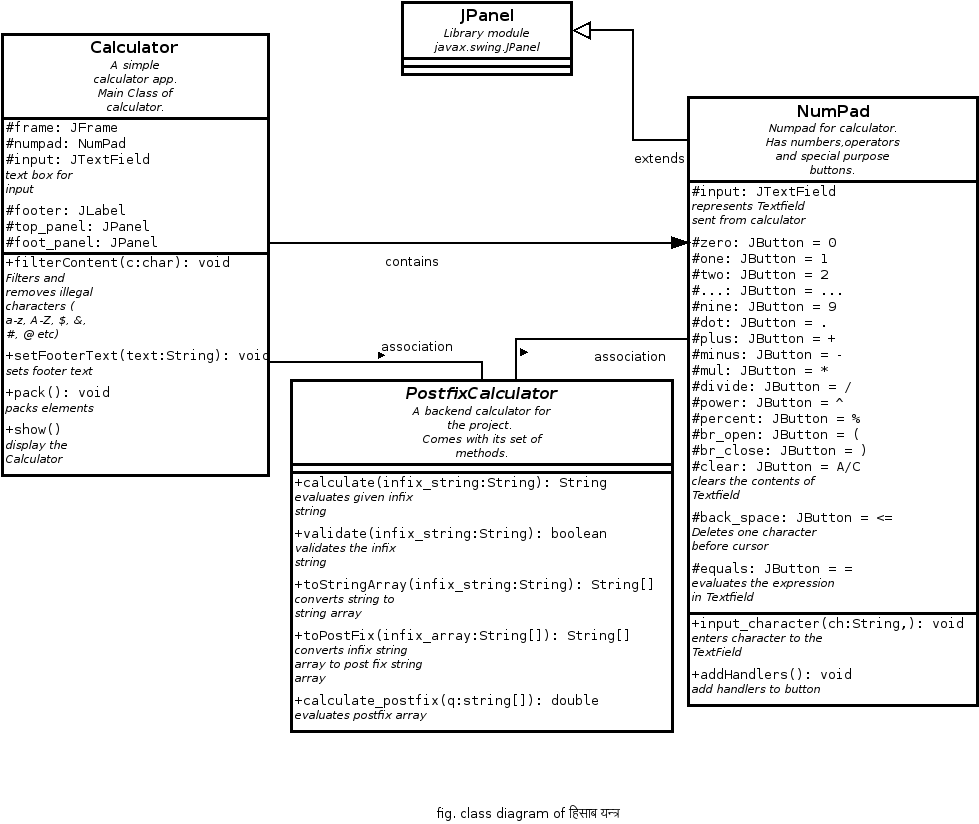 JPanel
Library module
javax.swing.JPanel
Calculator
A simple
calculator app.
Main Class of
calculator.
#frame: JFrame
#numpad: NumPad
#input: JTextField
text box for
input
#footer: JLabel
#top_panel: JPanel
#foot_panel: JPanel
+filterContent(c:char): void
Filters and
removes illegal
characters (
a-z, A-Z, $, &,
#, @ etc)
+setFooterText(text:String): void
sets footer text
+pack(): void
packs elements
+show()
display the
Calculator
extends
contains
association
association
NumPad
Numpad for calculator.
Has numbers,operators
and special purpose
buttons.
#input: JTextField
represents Textfield
sent from calculator
#zero: JButton = 0
#one: JButton = 1
#two: JButton = 2
#...: JButton = ...
#nine: JButton = 9
#dot: JButton = .
#plus: JButton = +
#minus: JButton = -
#mul: JButton = *
#divide: JButton = /
#power: JButton = ^
#percent: JButton = %
#br_open: JButton = (
#br_close: JButton = )
#clear: JButton = A/C
clears the contents of
Textfield
#back_space: JButton = <=
Deletes one character
before cursor
#equals: JButton = =
evaluates the expression
in Textfield
+input_character(ch:String,): void
enters character to the
TextField
+addHandlers(): void
add handlers to button
PostfixCalculator
A backend calculator for
the project.
Comes with its set of
methods.
+calculate(infix_string:String): String
evaluates given infix
string
+validate(infix_string:String): boolean
validates the infix
string
+toStringArray(infix_string:String): String[]
converts string to
string array
+toPostFix(infix_array:String[]): String[]
converts infix string
array to post fix string
array
+calculate_postfix(q:string[]): double
evaluates postfix array
fig. class diagram of हिसाब यन्त्र